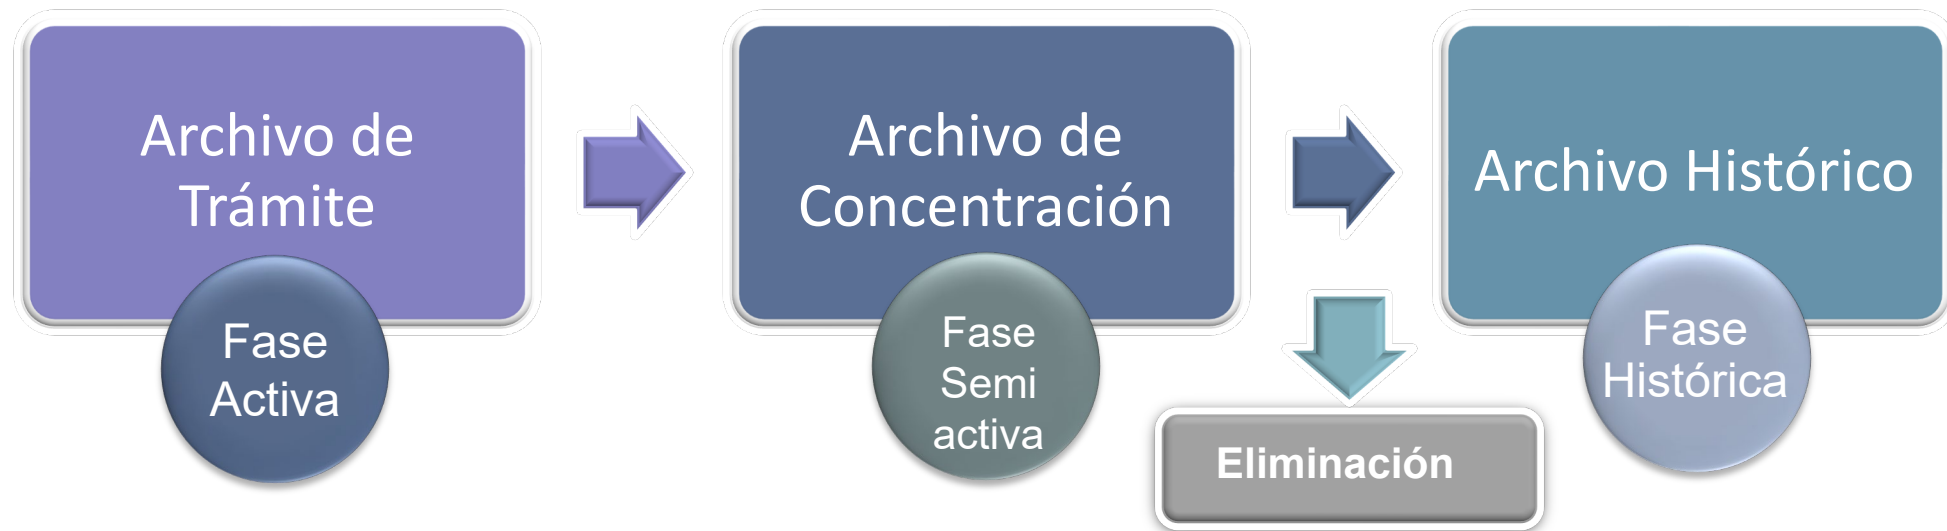 Archivo de
Trámite
Fase
Activa
Archivo de
Concentración
Fase
Semi
activa
Eliminación
Archivo Histórico
Fase
Histórica